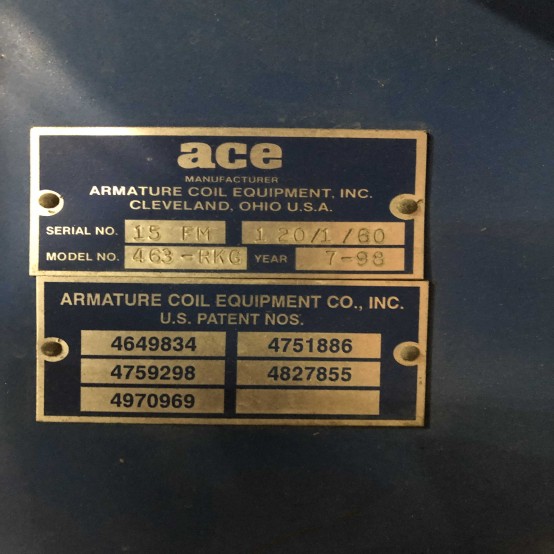 ace
MANUFACTURER
ARMATURE COIL EQUIPMENT, INC.
CLEVELAND, OHIO U.S.A.
SERIAL NO. 15 FM 120/1/60
MODEL NO. 463-RKC YEAR 7-98
ARMATURE COIL EQUIPMENT CO., INC.
U.S. PATENT NOS.
4649834 4751886
4759298 4827855
4970969